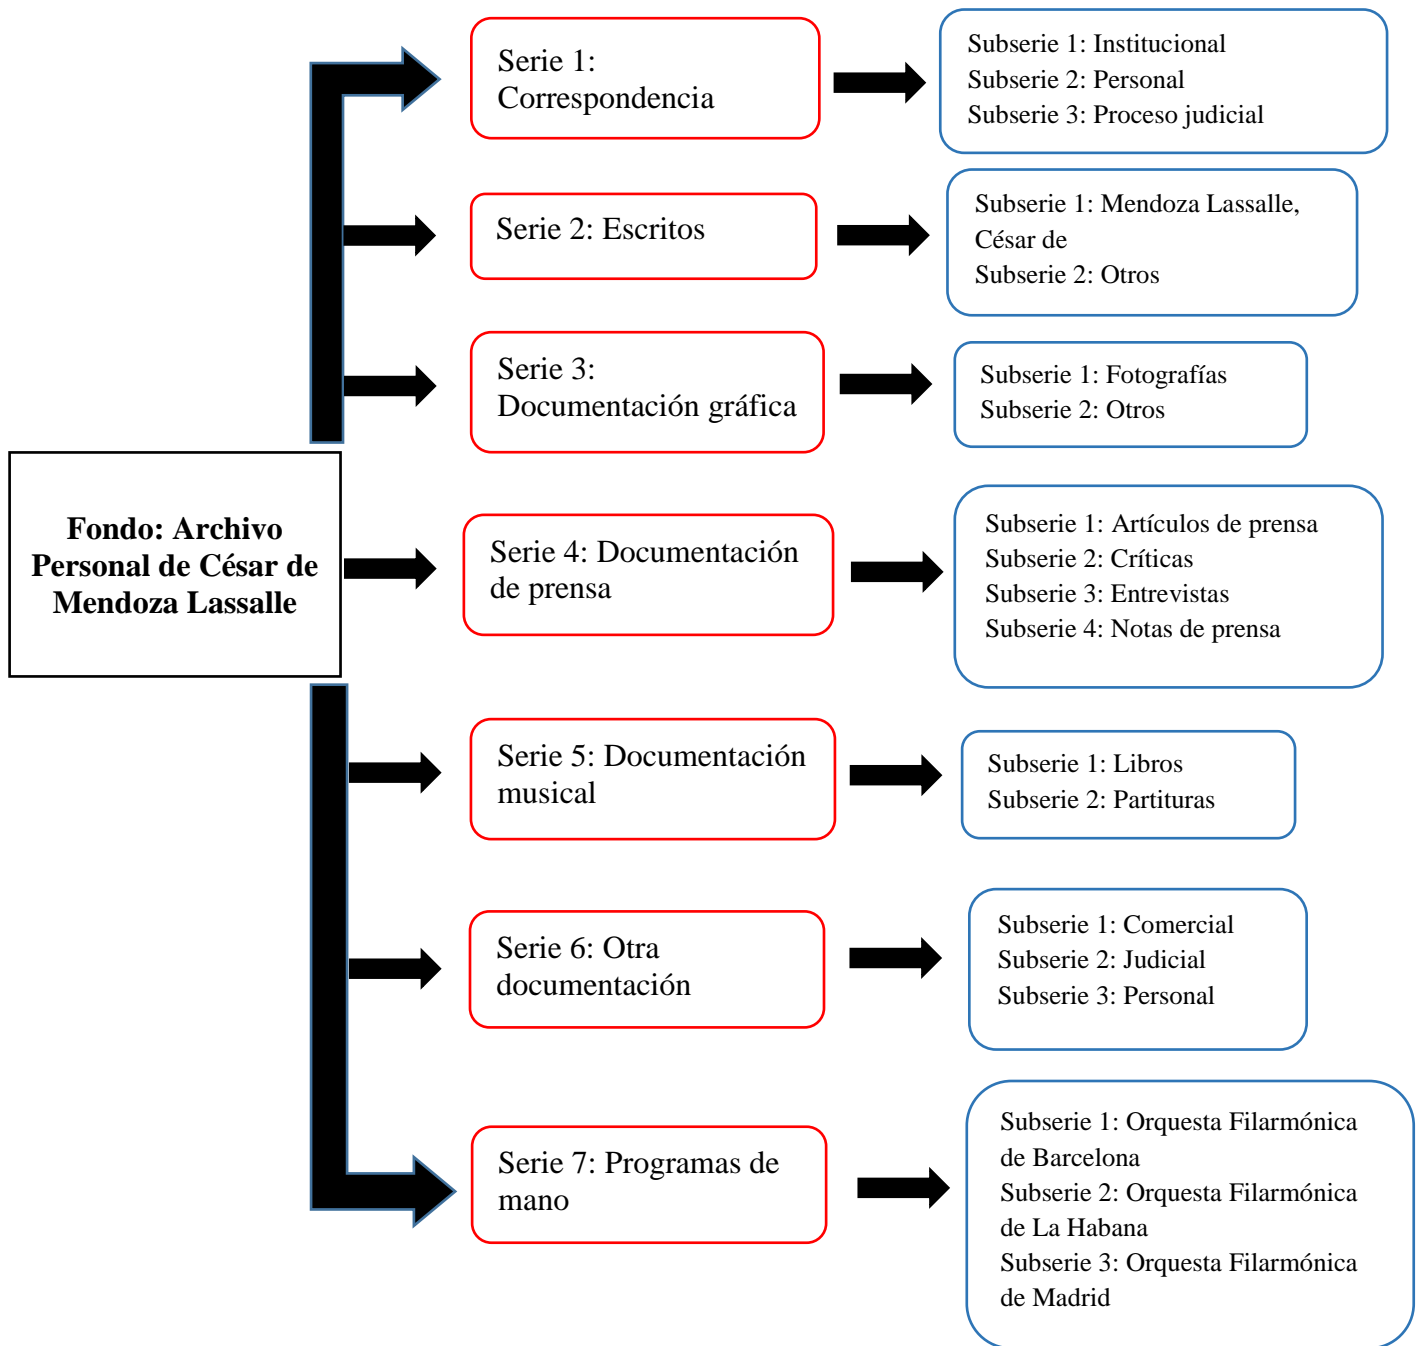 Serie 1:
Correspondencia
Subserie 1: Institucional
Subserie 2: Personal
Subserie 3: Proceso judicial
Serie 2: Escritos
Subserie 1: Mendoza Lassalle,
César de
Subserie 2: Otros
Serie 3:
Documentación gráfica
Subserie 1: Fotografías
Subserie 2: Otros
Fondo: Archivo
Personal de César de
Mendoza Lassalle
Serie 4: Documentación
de prensa
Subserie 1: Artículos de prensa
Subserie 2: Críticas
Subserie 3: Entrevistas
Subserie 4: Notas de prensa
Serie 5: Documentación
musical
Subserie 1: Libros
Subserie 2: Partituras
Serie 6: Otra
documentación
Subserie 1: Comercial
Subserie 2: Judicial
Subserie 3: Personal
Serie 7: Programas de
mano
Subserie 1: Orquesta Filarmónica
de Barcelona
Subserie 2: Orquesta Filarmónica
de La Habana
Subserie 3: Orquesta Filarmónica
de Madrid